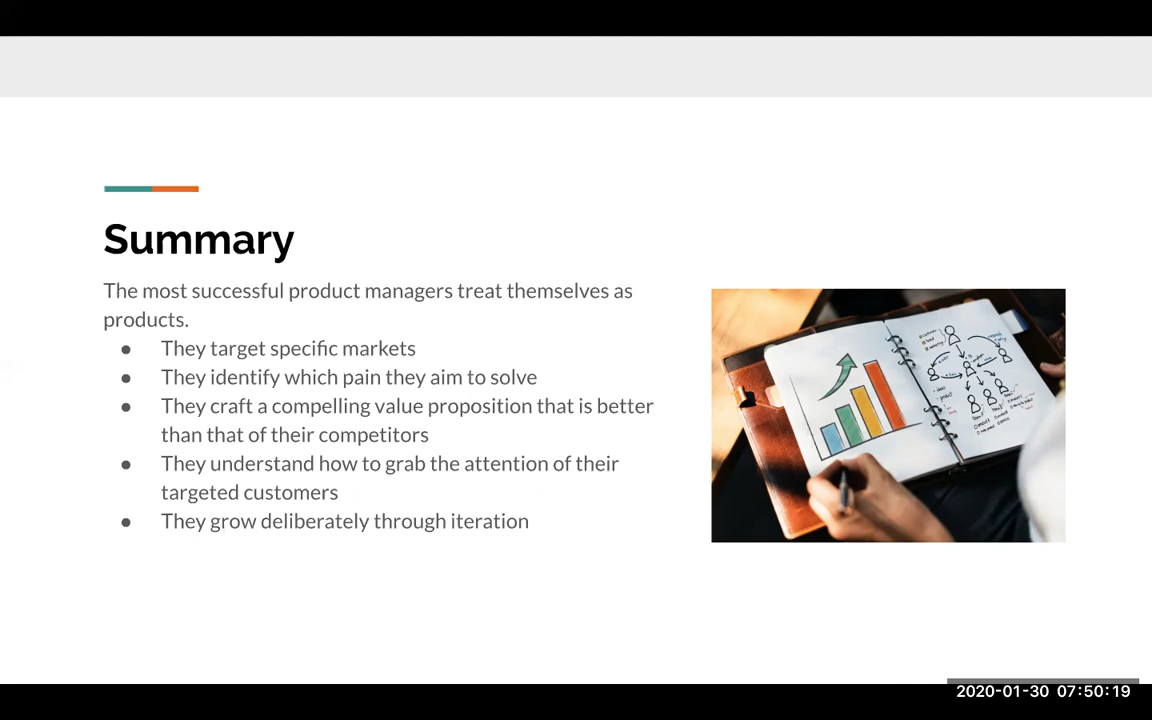 Summary
The most successful product managers treat themselves as
products.
● They target specific markets
● They identify which pain they aim to solve
● They craft a compelling value proposition that is better
than that of their competitors
● They understand how to grab the attention of their
targeted customers
● They grow deliberately through iteration
2020-01-30 07:50:19